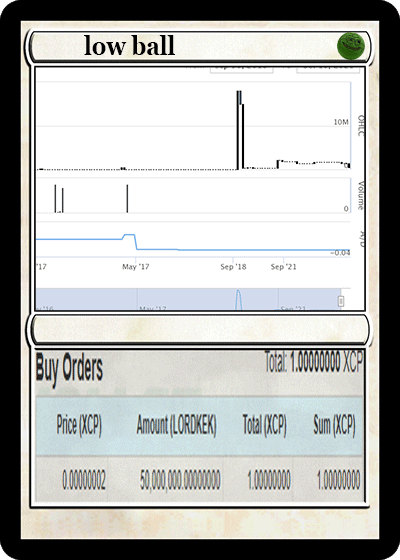 low ball
10M
OHLC
0
Volume
0
A/D
-0.04
'17 May '17 Sep '18 Sep '21
'16 May '17 Sep '21
Buy Orders Total: 1.00000000 XCP
Price (XCP) Amount (LORDKEK) Total (XCP) Sum (XCP)
0.00000002 50,000,000.00000000 1.00000000 1.00000000